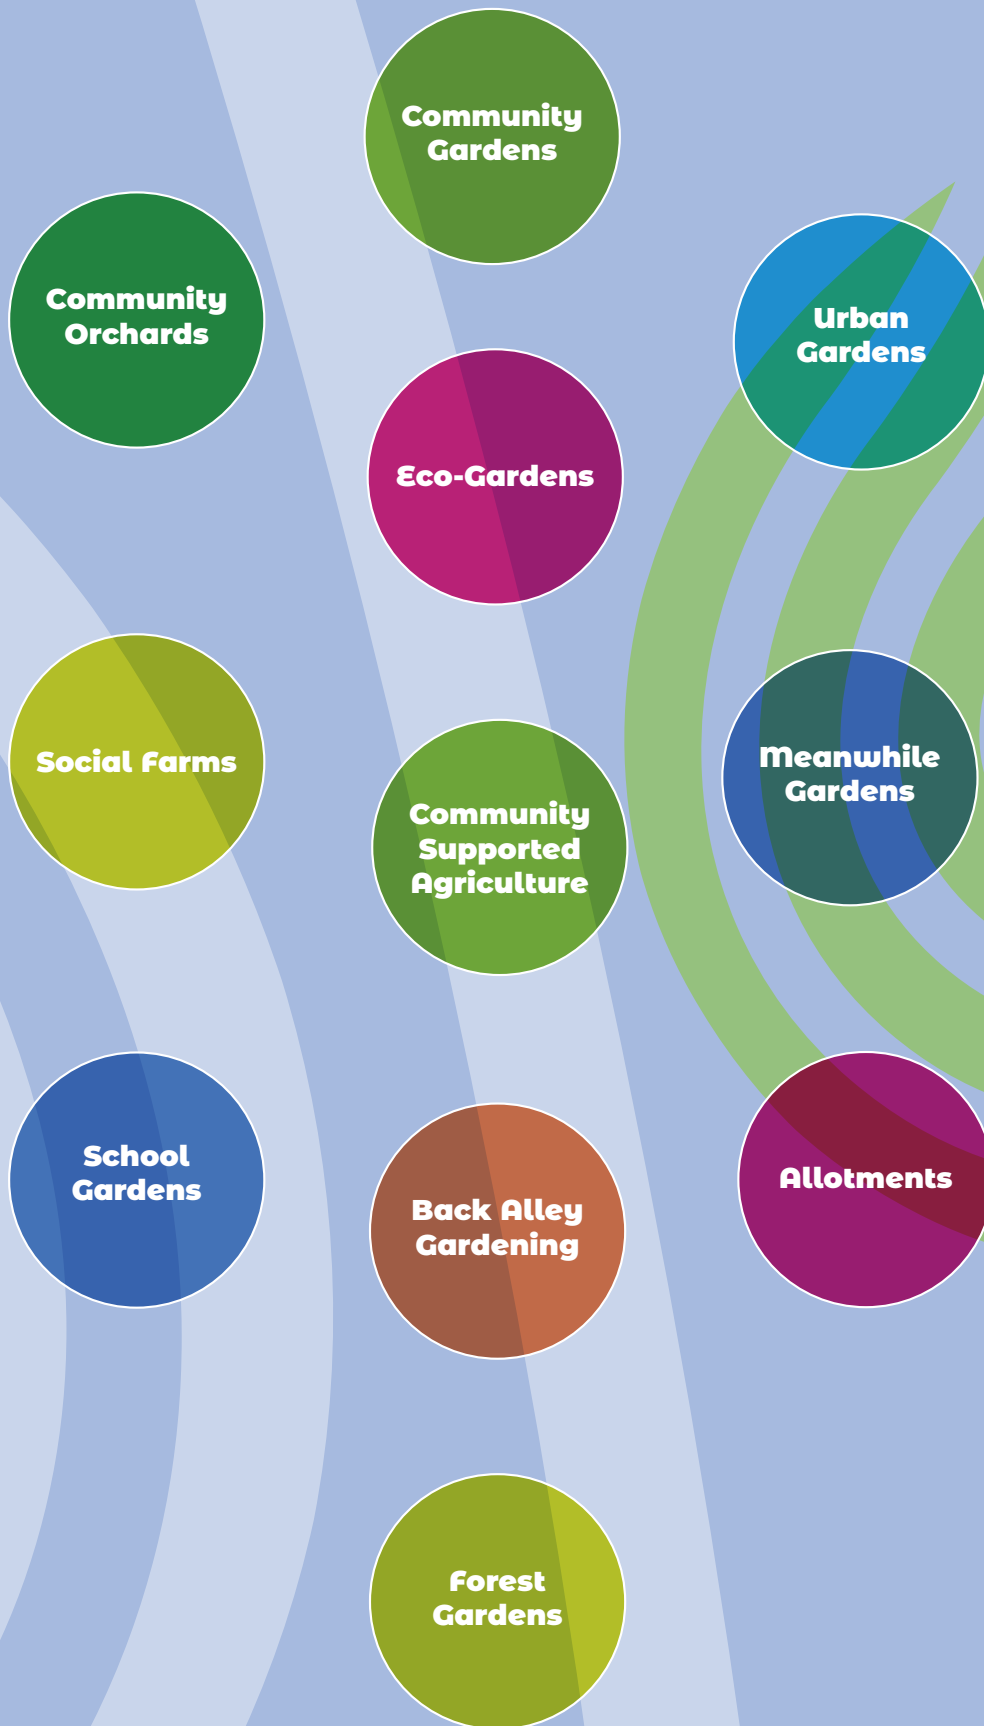 Community
Gardens
Community
Orchards
Urban
Gardens
Eco-Gardens
Social Farms
Meanwhile
Gardens
Community
Supported
Agriculture
School
Gardens
Allotments
Back Alley
Gardening
Forest
Gardens